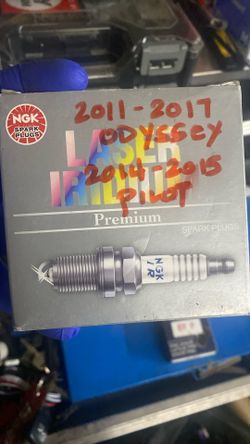 NGK
SPARK PLUGS
2011-2017
ODYSSEY
LASER
2014-2015
IRIDIUM
PILOT
Premium
SPARK PLUGS
NGK
IR